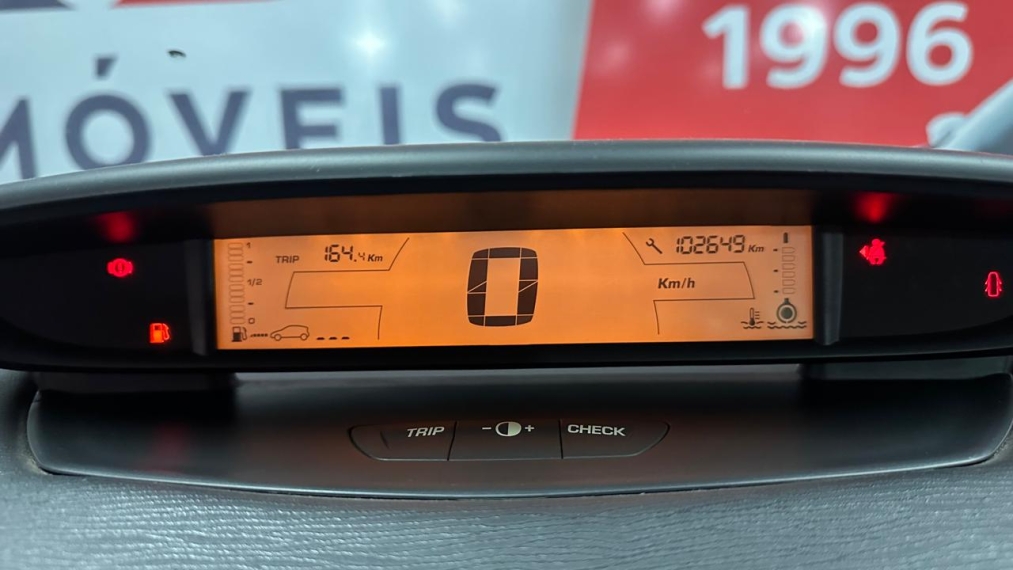 1996
MÓVEIS
TRIP 164.4 Km
102649 Km
1
1/2
0
0
Km/h
---
TRIP
- +
CHECK